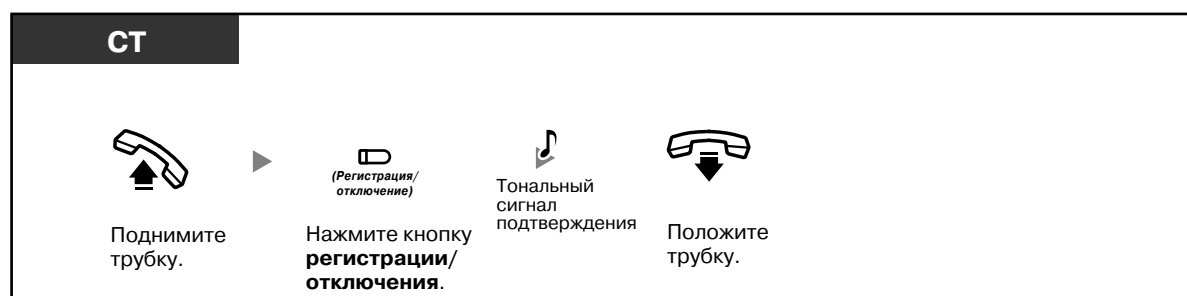 СТ
(Регистрация/
отключение)
Тональный
сигнал
подтверждения
Поднимите
трубку.
Нажмите кнопку
регистрации/
отключения.
Положите
трубку.